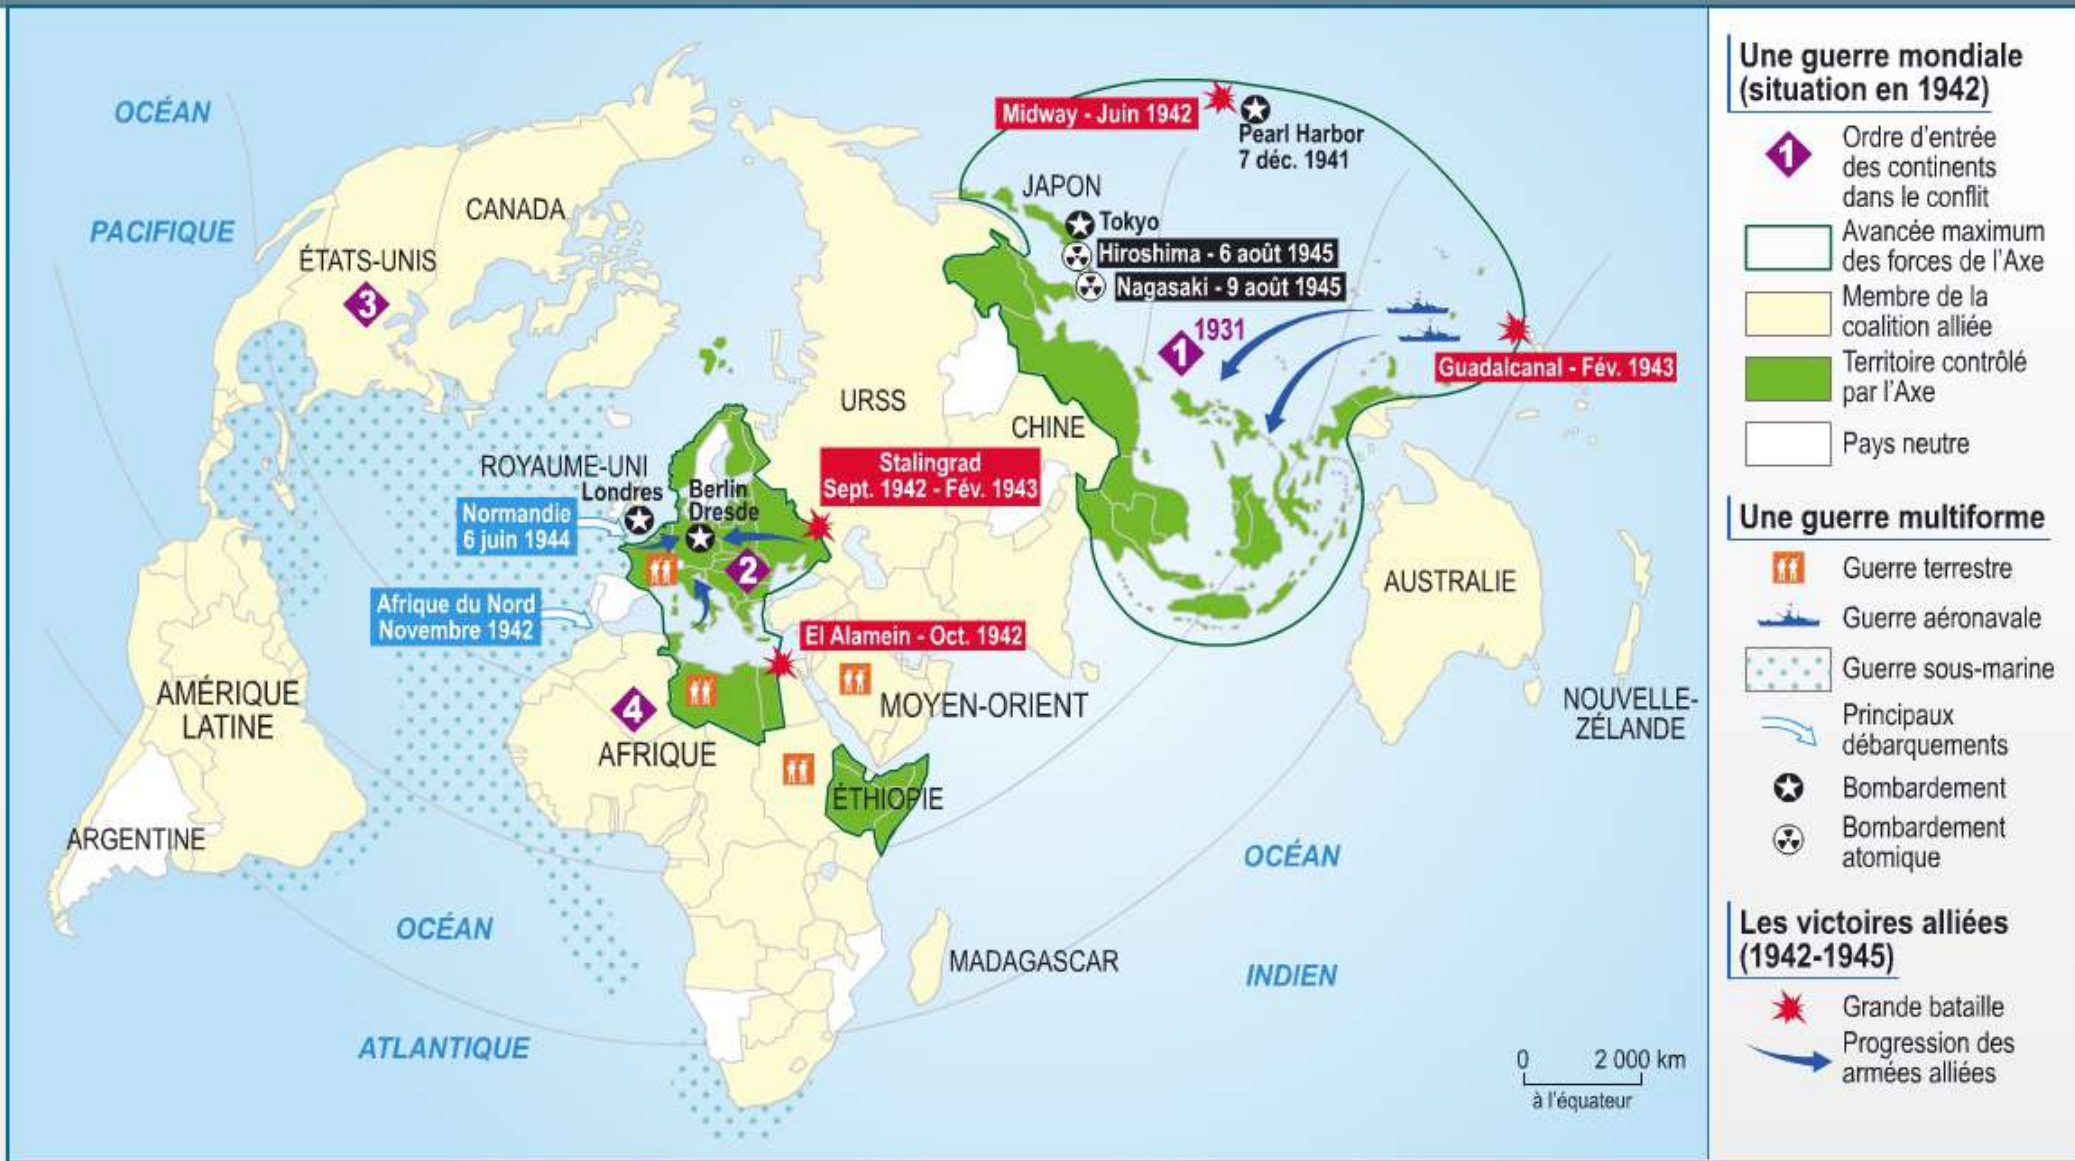 OCÉAN
PACIFIQUE
CANADA
ÉTATS-UNIS
3
Midway - Juin 1942
Pearl Harbor
7 déc. 1941
JAPON
Tokyo
Hiroshima - 6 août 1945
Nagasaki - 9 août 1945
1931
1
Guadalcanal - Fév. 1943
URSS
CHINE
ROYAUME-UNI
Londres
Berlin
Dresde
Stalingrad
Sept. 1942 - Fév. 1943
Normandie
6 juin 1944
2
Afrique du Nord
Novembre 1942
El Alamein - Oct. 1942
AUSTRALIE
AMÉRIQUE
LATINE
4
AFRIQUE
MOYEN-ORIENT
NOUVELLE-
ZÉLANDE
ÉTHIOPIE
ARGENTINE
OCÉAN
ATLANTIQUE
MADAGASCAR
OCÉAN
INDIEN
0 2 000 km
à l'équateur
Une guerre mondiale
(situation en 1942)
1
Ordre d'entrée
des continents
dans le conflit
Avancée maximum
des forces de l'Axe
Membre de la
coalition alliée
Territoire contrôlé
par l'Axe
Pays neutre
Une guerre multiforme
Guerre terrestre
Guerre aéronavale
Guerre sous-marine
Principaux
débarquements
Bombardement
Bombardement
atomique
Les victoires alliées
(1942-1945)
Grande bataille
Progression des
armées alliées